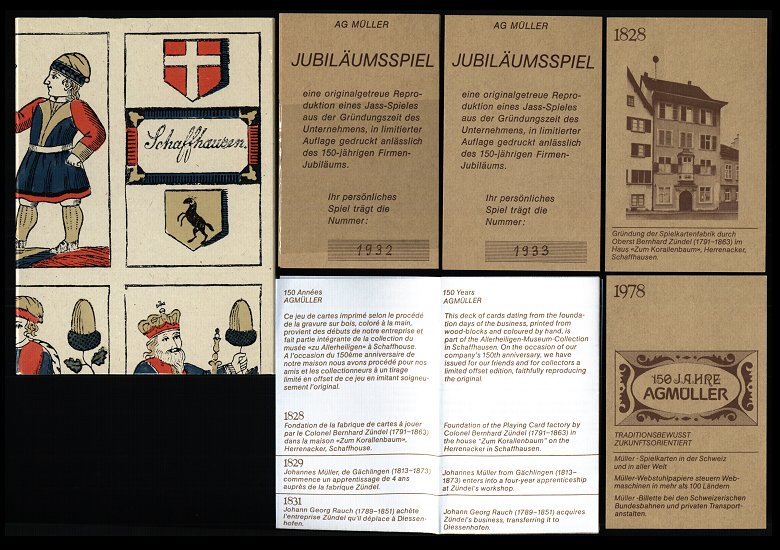 Schaffhausen.
AG MÜLLER
JUBILÄUMSSPIEL
eine originalgetreue Repro-
duktion eines Jass-Spieles
aus der Gründungszeit des
Unternehmens, in limitierter
Auflage gedruckt anlässlich
des 150-jährigen Firmen-
Jubiläums.
Ihr persönliches
Spiel trägt die
Nummer:
1932
AG MÜLLER
JUBILÄUMSSPIEL
eine originalgetreue Repro-
duktion eines Jass-Spieles
aus der Gründungszeit des
Unternehmens, in limitierter
Auflage gedruckt anlässlich
des 150-jährigen Firmen-
Jubiläums.
Ihr persönliches
Spiel trägt die
Nummer:
1933
1828
Gründung der Spielkartenfabrik durch
Oberst Bernhard Zündel (1791–1863) im
Haus «Zum Korallenbaum», Herrenacker,
Schaffhausen.
150 Années
AGMÜLLER
Ce jeu de cartes imprimé selon le procédé
de la gravure sur bois, coloré à la main,
provient des débuts de notre entreprise et
fait partie intégrante de la collection du
musée «zu Allerheiligen» à Schaffhouse.
A l'occasion du 150ème anniversaire de
notre maison nous avons procédé pour nos
amis et les collectionneurs à un tirage
limité en offset de ce jeu en imitant soigneu-
sement l'original.
1828
Fondation de la fabrique de cartes à jouer
par le Colonel Bernhard Zündel (1791–1863)
dans la maison «Zum Korallenbaum»,
Herrenacker, Schaffhouse.
1829
Johannes Müller, de Gächlingen (1813–1873)
commence un apprentissage de 4 ans
auprès de la fabrique Zündel.
1831
Johann Georg Rauch (1789–1851) achète
l'entreprise Zündel qu'il déplace à Diessen-
hofen.
150 Years
AGMÜLLER
This deck of cards dating from the founda-
tion days of the business, printed from
wood-blocks and coloured by hand, is
part of the Allerheiligen-Museum-Collection
in Schaffhausen. On the occasion of our
company's 150th anniversary, we have
issued for our friends and for collectors a
limited offset edition, faithfully reproducing
the original.
Foundation of the Playing Card factory by
Colonel Bernhard Zündel (1791–1863) in
the house "Zum Korallenbaum" on the
Herrenacker in Schaffhausen.
Johannes Müller from Gächlingen (1813–
1873) enters into a four-year apprenticeship
at Zündel's workshop.
Johann Georg Rauch (1789–1851) acquires
Zündel's business, transferring it to
Diessenhofen.
1978
150 JAHRE
AGMÜLLER
TRADITIONSBEWUSST
ZUKUNFTSORIENTIERT
Müller-Spielkarten in der Schweiz
und in aller Welt
Müller-Webstuhlpapiere steuern Web-
maschinen in mehr als 100 Ländern
Müller-Billette bei den Schweizerischen
Bundesbahnen und privaten Transport-
anstalten.